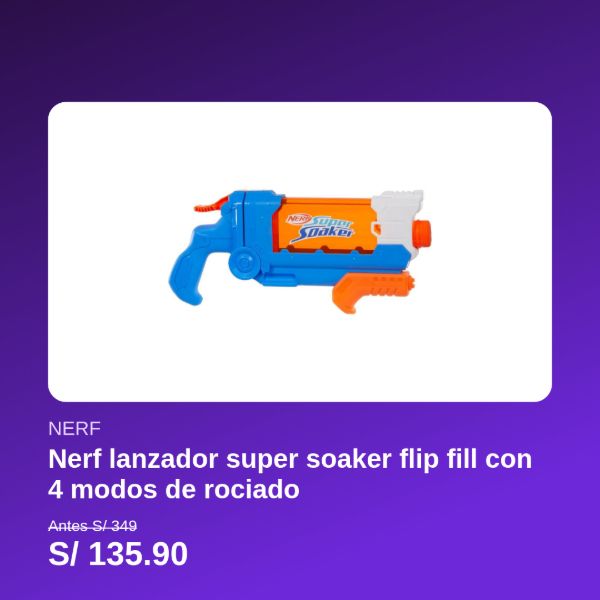 NERF
Super
Soaker
NERF
Nerf lanzador super soaker flip fill con
4 modos de rociado
Antes S/ 349
S/ 135.90